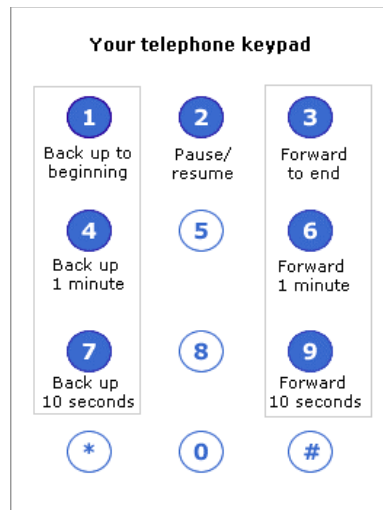 Your telephone keypad
1 2 3
Back up to Pause/ Forward
beginning resume to end
4 5 6
Back up Forward
1 minute 1 minute
7 8 9
Back up Forward
10 seconds 10 seconds
* 0 #